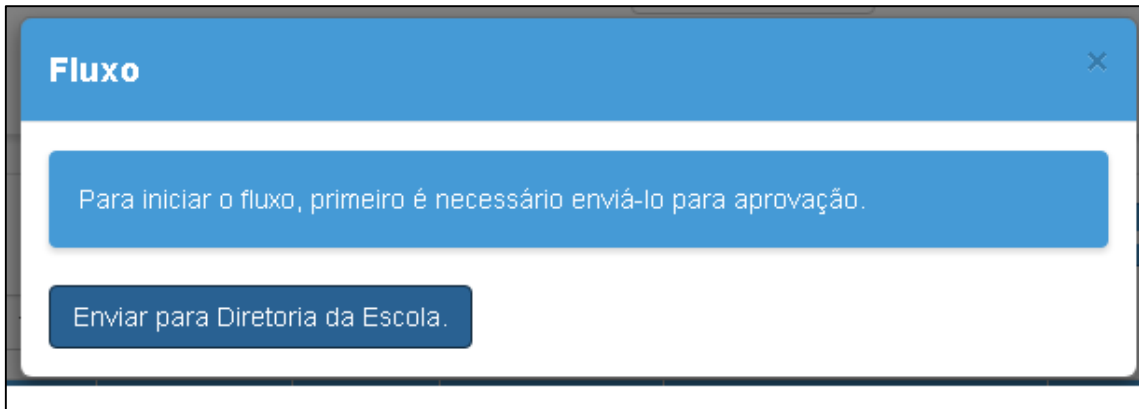 Fluxo
×
Para iniciar o fluxo, primeiro é necessário enviá-lo para aprovação.
Enviar para Diretoria da Escola.